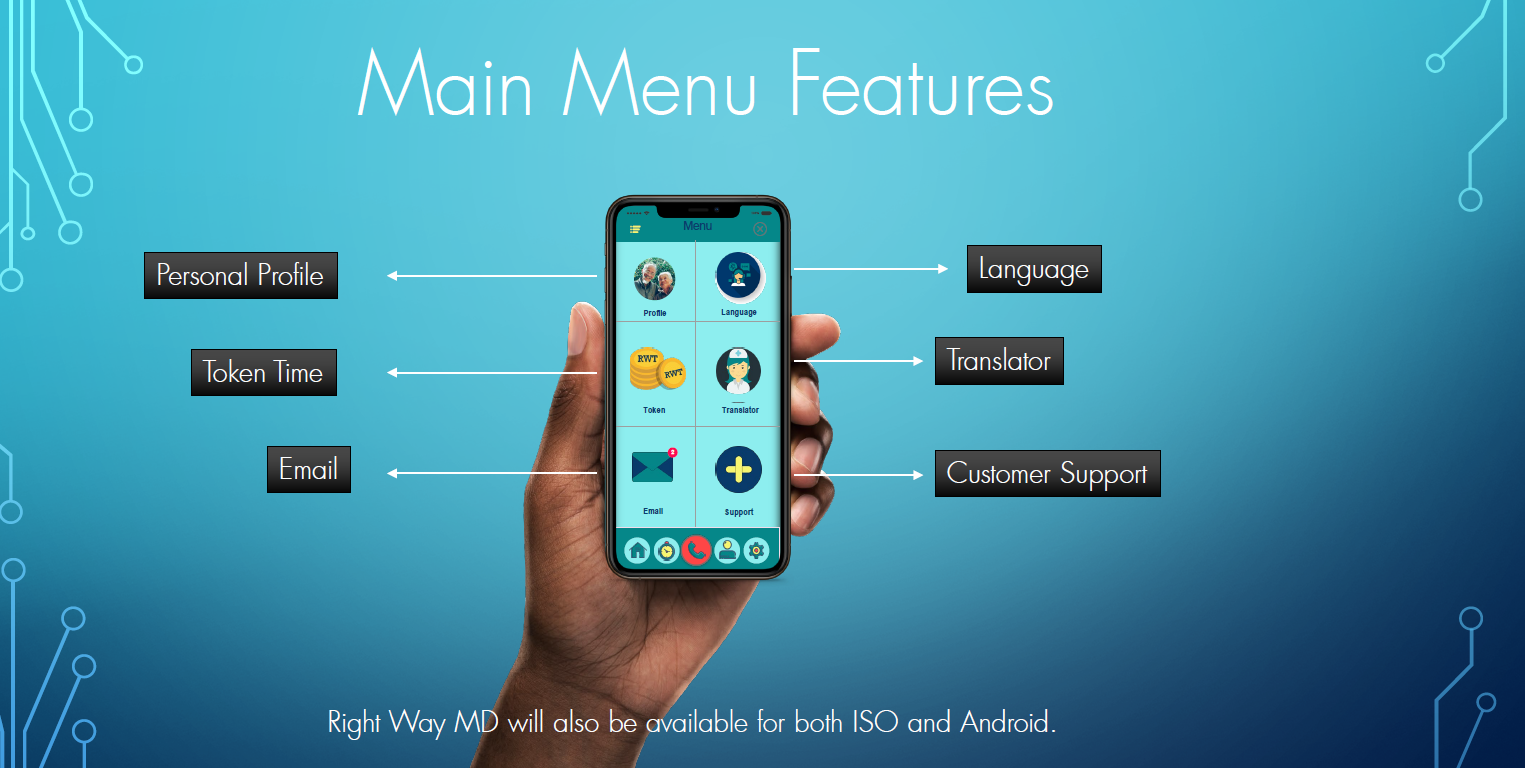 Main Menu Features
Menu
Personal Profile
Language
Profile
Language
Token Time
Translator
RWT
RWT
Token
Translator
Email
Customer Support
Email
Support
Right Way MD will also be available for both ISO and Android.